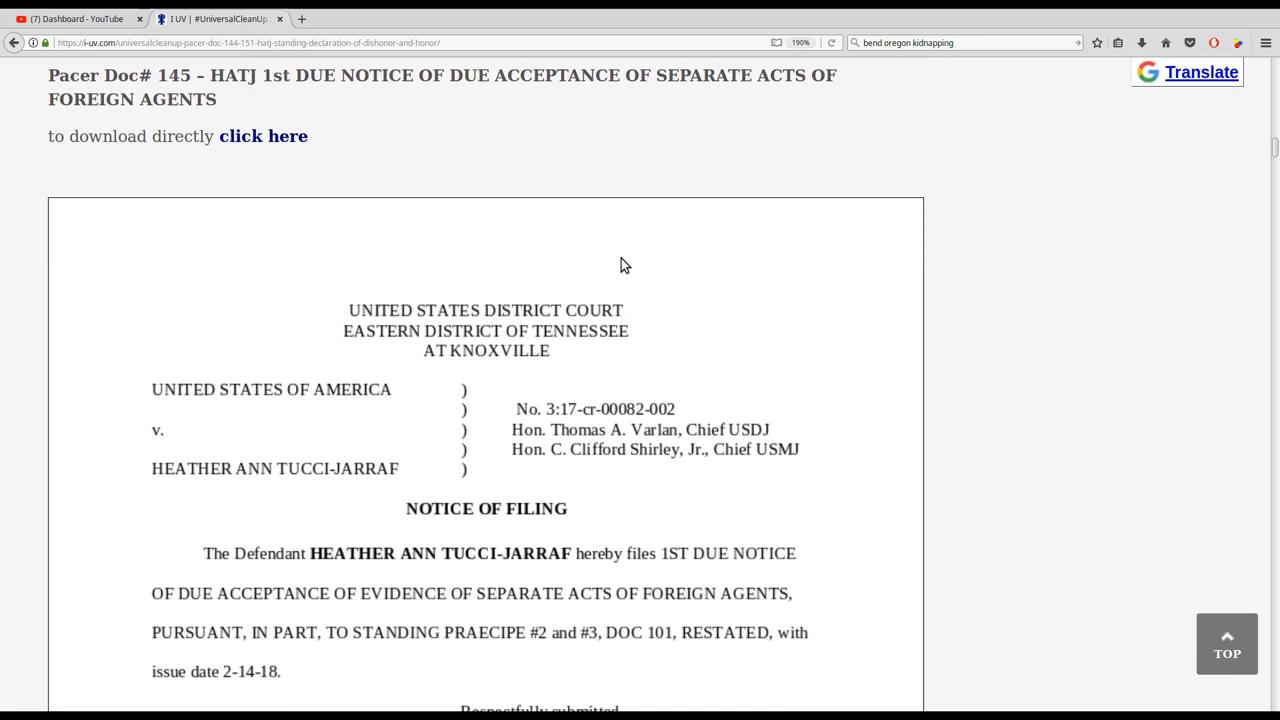 (7) Dashboard - YouTube
I UV | #UniversalCleanUp
https://i-uv.com/universalcleanup-pacer-doc-144-151-hatj-standing-declaration-of-dishonor-and-honor/
190%
bend oregon kidnapping
Pacer Doc# 145 – HATJ 1st DUE NOTICE OF DUE ACCEPTANCE OF SEPARATE ACTS OF
FOREIGN AGENTS
Translate
to download directly click here
UNITED STATES DISTRICT COURT
EASTERN DISTRICT OF TENNESSEE
AT KNOXVILLE
UNITED STATES OF AMERICA )
) No. 3:17-cr-00082-002
v. ) Hon. Thomas A. Varlan, Chief USDJ
) Hon. C. Clifford Shirley, Jr., Chief USMJ
HEATHER ANN TUCCI-JARRAF )
NOTICE OF FILING
The Defendant HEATHER ANN TUCCI-JARRAF hereby files 1ST DUE NOTICE
OF DUE ACCEPTANCE OF EVIDENCE OF SEPARATE ACTS OF FOREIGN AGENTS,
PURSUANT, IN PART, TO STANDING PRAECIPE #2 and #3, DOC 101, RESTATED, with
issue date 2-14-18.
Respectfully submitted
TOP